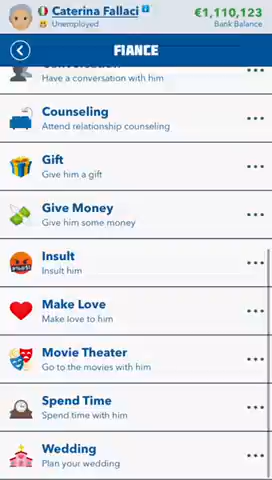 Caterina Fallaci
Unemployed
€1,110,123
Bank Balance
FIANCE
Conversation
Have a conversation with him
Counseling
Attend relationship counseling
Gift
Give him a gift
Give Money
Give him some money
Insult
Insult him
Make Love
Make love to him
Movie Theater
Go to the movies with him
Spend Time
Spend time with him
Wedding
Plan your wedding